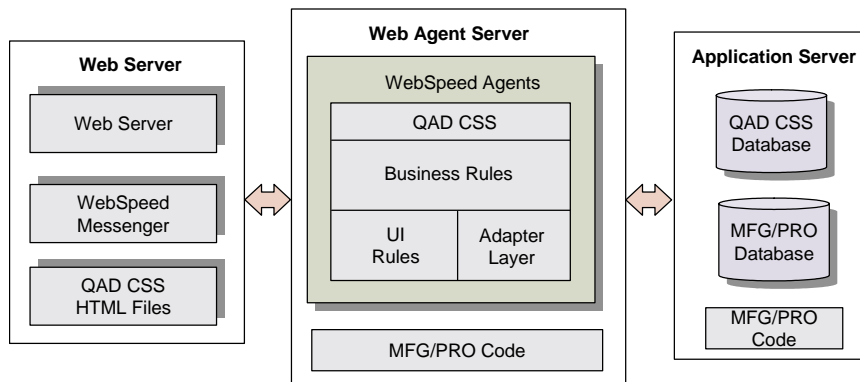 Web Server
Web Server
WebSpeed
Messenger
QAD CSS
HTML Files
Web Agent Server
WebSpeed Agents
QAD CSS
Business Rules
UI
Rules
Adapter
Layer
MFG/PRO Code
Application Server
QAD CSS
Database
MFG/PRO
Database
MFG/PRO
Code